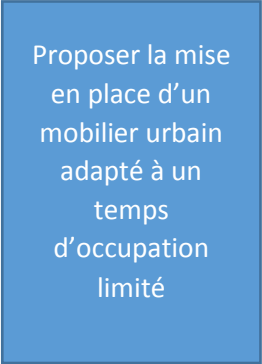 Proposer la mise
en place d’un
mobilier urbain
adapté à un
temps
d’occupation
limité